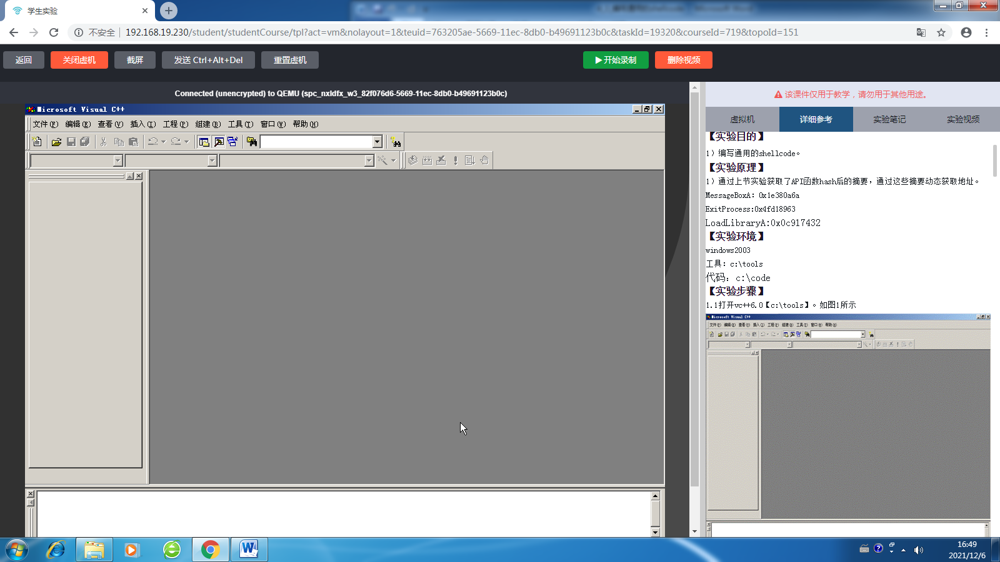 学生实验
不安全
192.168.19.230/student/studentCourse/tpl?act=vm&nolayout=1&teuid=763205ae-5669-11ec-8db0-b49691123b0c&taskId=19320&courseId=719&topoId=151
返回
关闭虚机
截屏
发送 Ctrl+Alt+Del
重置虚机
开始录制
删除视频
Connected (unencrypted) to QEMU (spc_nxldfx_w3_82f076d6-5669-11ec-8db0-b49691123b0c)
Microsoft Visual C++
文件(F) 编辑(E) 查看(V) 插入(I) 工程(P) 组建(B) 工具(T) 窗口(W) 帮助(H)
该课件仅用于教学，请勿用于其他用途。
虚拟机
详细参考
实验笔记
实验视频
【实验目的】
1）编写通用的shellcode。
【实验原理】
1）通过上节实验获取了API函数hash后的摘要，通过这些摘要动态获取地址。
MessageBoxA：0x1e380a6a
ExitProcess:0x4fd18963
LoadLibraryA:0x0c917432
【实验环境】
windows2003
工具：c:\tools
代码：c:\code
【实验步骤】
1.1打开vc++6.0【c:\tools】。如图1所示
Microsoft Visual C++
文件(F) 编辑(E) 查看(V) 插入(I) 工程(P) 组建(B) 工具(T) 窗口(W) 帮助(H)
16:49
2021/12/6